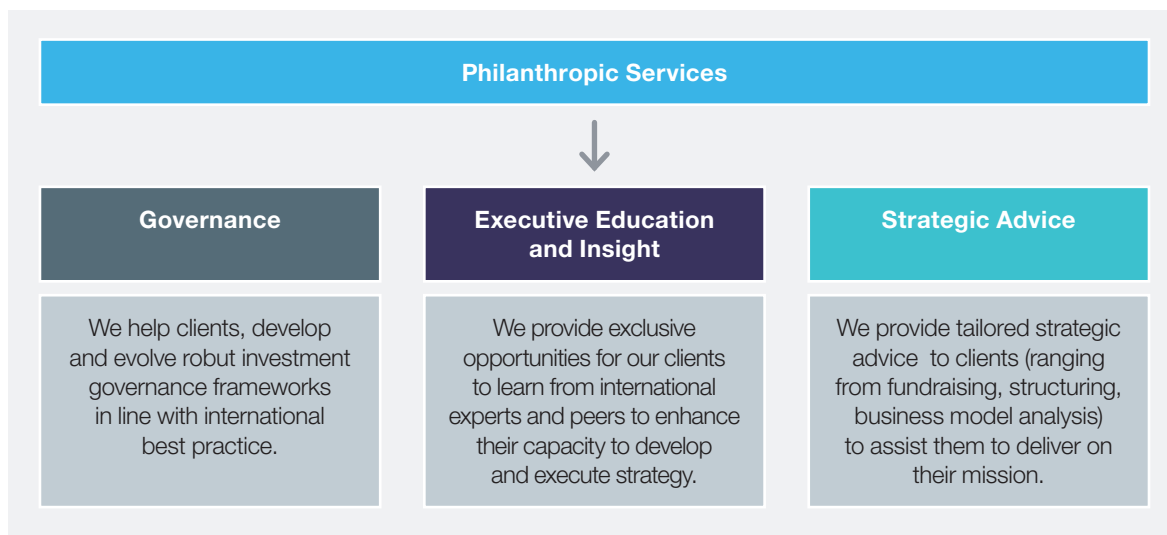 Philanthropic Services
Governance
We help clients, develop
and evolve robut investment
governance frameworks
in line with international
best practice.
Executive Education
and Insight
We provide exclusive
opportunities for our clients
to learn from international
experts and peers to enhance
their capacity to develop
and execute strategy.
Strategic Advice
We provide tailored strategic
advice  to clients (ranging
from fundraising, structuring,
business model analysis)
to assist them to deliver on
their mission.